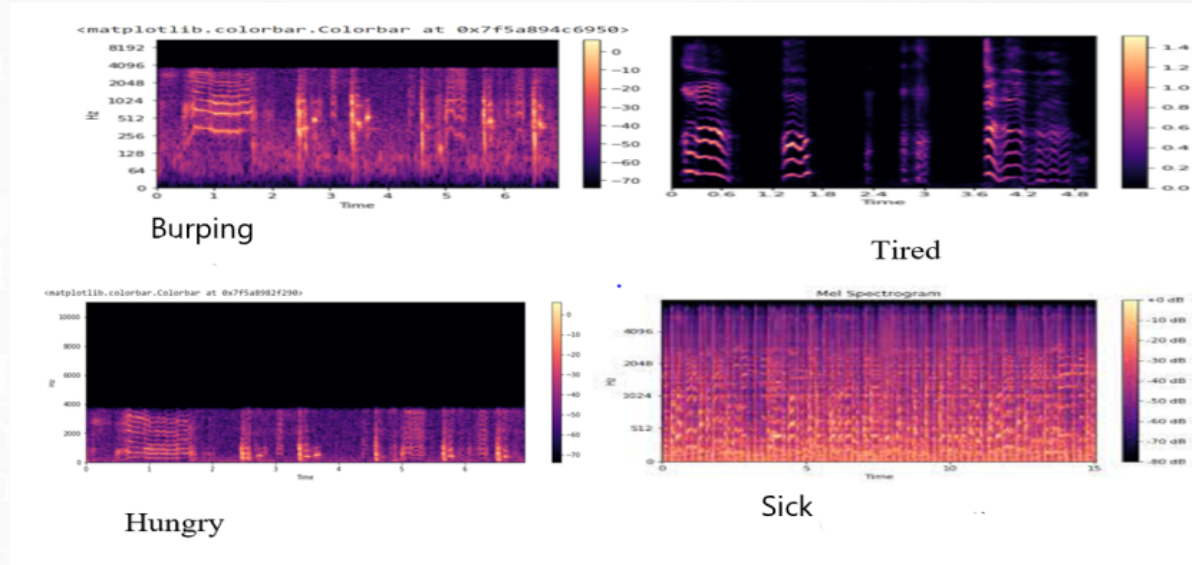 <matplotlib.colorbar.Colorbar at 0x7f5a894c6950>
8192
4096
2048
1024
512
256
128
64
0
Hz
0 1 2 3 4 5 6
Time
0
-10
-20
-30
-40
-50
-60
-70
Burping
0 0.6 1.2 1.8 2.4 3 3.6 4.2 4.8
Time
1.4
1.2
1.0
0.8
0.6
0.4
0.2
0.0
Tired
<matplotlib.colorbar.Colorbar at 0x7f5a8982f290>
10000
8000
6000
4000
2000
0
Hz
0 1 2 3 4 5 6
Time
0
-10
-20
-30
-40
-50
-60
-70
Hungry
Mel Spectrogram
4096
2048
1024
512
0
Hz
0 5 10 15
Time
+0 dB
-10 dB
-20 dB
-30 dB
-40 dB
-50 dB
-60 dB
-70 dB
-80 dB
Sick